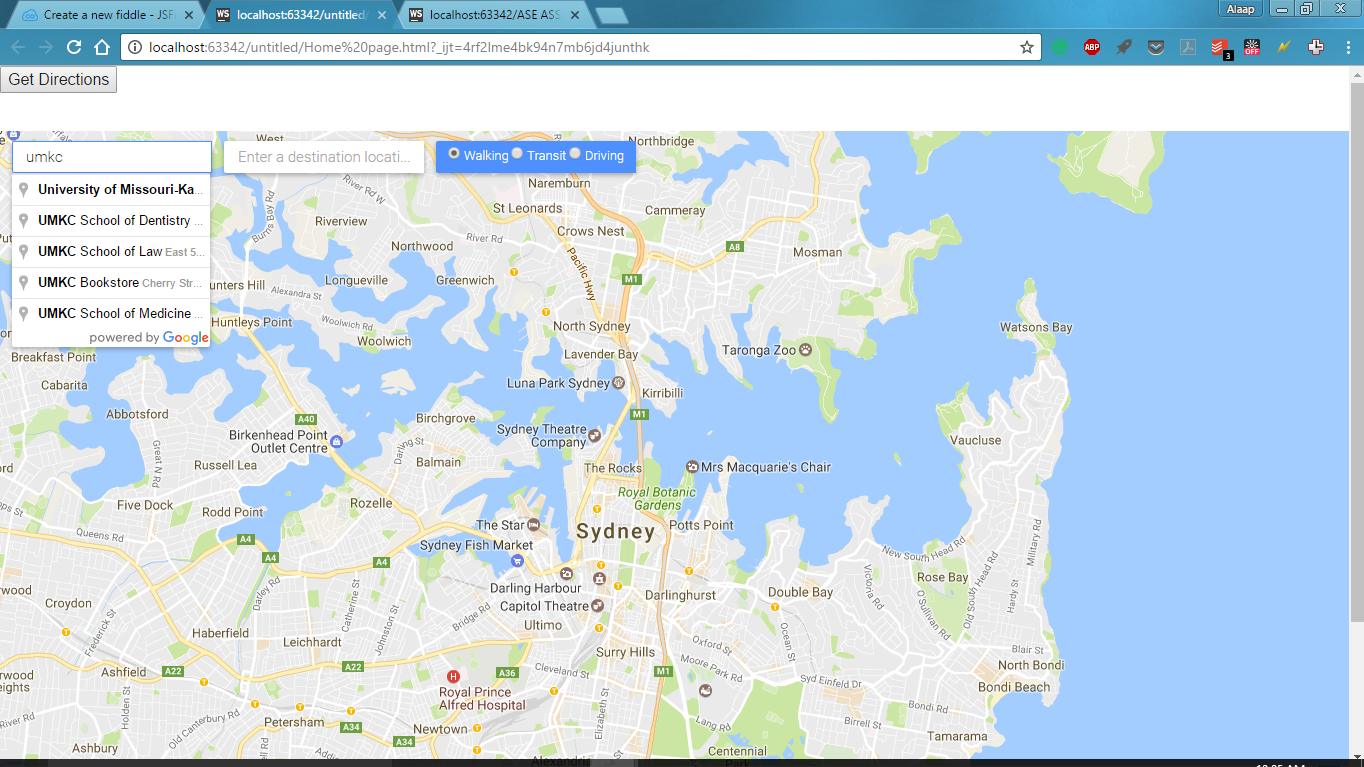 Create a new fiddle - JSF
localhost:63342/untitled/
localhost:63342/ASE ASS
Alaap
localhost:63342/untitled/Home%20page.html?_ijt=4rf2lme4bk94n7mb6jd4junthk
ABP
3
OFF
Get Directions
West
Northbridge
umkc
Enter a destination locati...
Walking
Transit
Driving
University of Missouri-Ka...
UMKC School of Dentistry ...
UMKC School of Law East 5...
UMKC Bookstore Cherry Str...
UMKC School of Medicine ...
powered by Google
River Rd W
Naremburn
St Leonards
Cammeray
Burns Bay Rd
Riverview
River Rd
Crows Nest
Northwood
A8
Mosman
Pacific Hwy
Longueville
Greenwich
M1
Hunters Hill
Alexandra St
Huntleys Point
Woolwich Rd
North Sydney
Watsons Bay
Woolwich
Lavender Bay
Taronga Zoo
Breakfast Point
Cabarita
Luna Park Sydney
Kirribilli
Abbotsford
A40
Birchgrove
M1
Birkenhead Point
Outlet Centre
Darling St
Sydney Theatre
Company
Vaucluse
Great N Rd
Russell Lea
Balmain
The Rocks
Mrs Macquarie's Chair
Five Dock
Rodd Point
Rozelle
Royal Botanic
Gardens
The Star
Sydney
Potts Point
Military Rd
Queens Rd
A4
Sydney Fish Market
New South Head Rd
A4
A4
Darling Harbour
Rose Bay
Old South Head Rd
Croydon
Dalley Rd
Catherine St
Capitol Theatre
Darlinghurst
Double Bay
Victoria Rd
O'Sullivan Rd
Hardy St
Frederick St
Haberfield
Johnston St
Bridge Rd
Ultimo
Leichhardt
Oxford St
Ocean St
Blair St
Surry Hills
Ashfield
A22
A22
Cleveland St
A36
M1
Moore Park Rd
Syd Einfeld Dr
North Bondi
Bondi Beach
Holden St
Royal Prince
Alfred Hospital
Bondi Rd
Old Canterbury Rd
Petersham
A34
Newtown
Elizabeth St
Lang Rd
Birrell St
Ashbury
A34
Alexandria
Centennial
Park
Tamarama